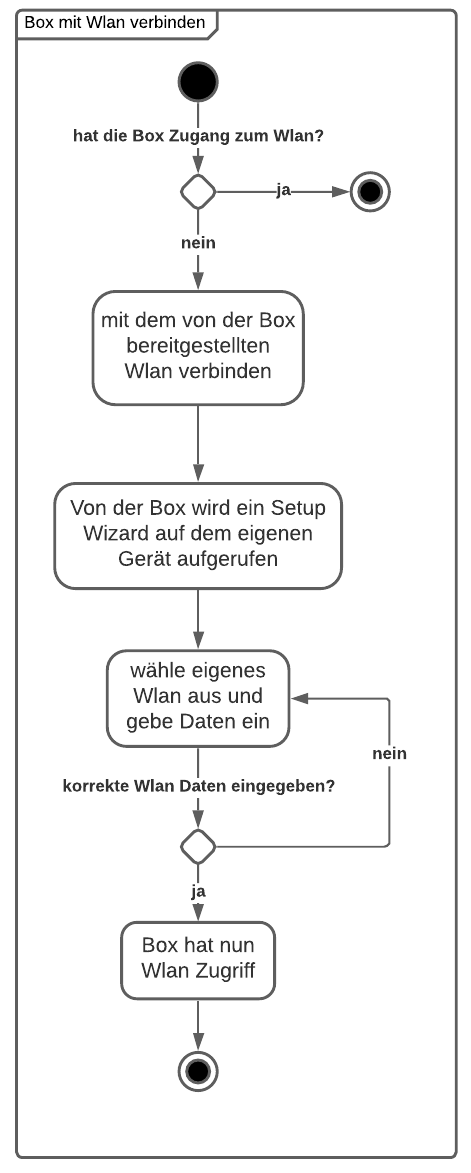 Box mit Wlan verbinden
hat die Box Zugang zum Wlan?
ja
nein
mit dem von der Box
bereitgestellten
Wlan verbinden
Von der Box wird ein Setup
Wizard auf dem eigenen
Gerät aufgerufen
wähle eigenes
Wlan aus und
gebe Daten ein
nein
korrekte Wlan Daten eingegeben?
ja
Box hat nun
Wlan Zugriff